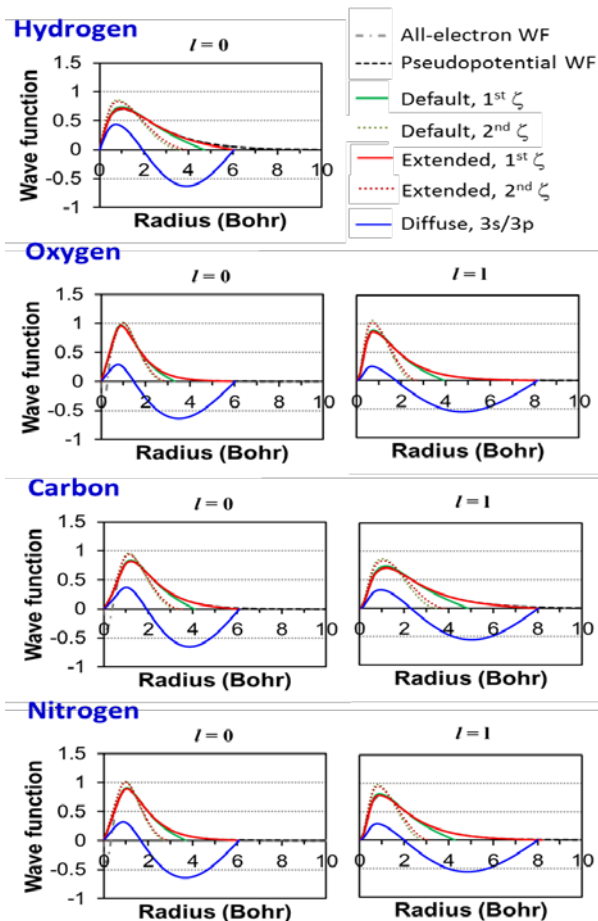 Hydrogen
l = 0
Wave function
1.5
1
0.5
0
-0.5
-1
0 2 4 6 8 10
Radius (Bohr)
All-electron WF
Pseudopotential WF
Default, 1st ζ
Default, 2nd ζ
Extended, 1st ζ
Extended, 2nd ζ
Diffuse, 3s/3p
Oxygen
l = 0
l = 1
Wave function
1.5
1
0.5
0
-0.5
-1
0 2 4 6 8 10
Radius (Bohr)
0 2 4 6 8 10
Radius (Bohr)
Carbon
l = 0
l = 1
Wave function
1.5
1
0.5
0
-0.5
-1
0 2 4 6 8 10
Radius (Bohr)
0 2 4 6 8 10
Radius (Bohr)
Nitrogen
l = 0
l = 1
Wave function
1.5
1
0.5
0
-0.5
-1
0 2 4 6 8 10
Radius (Bohr)
0 2 4 6 8 10
Radius (Bohr)